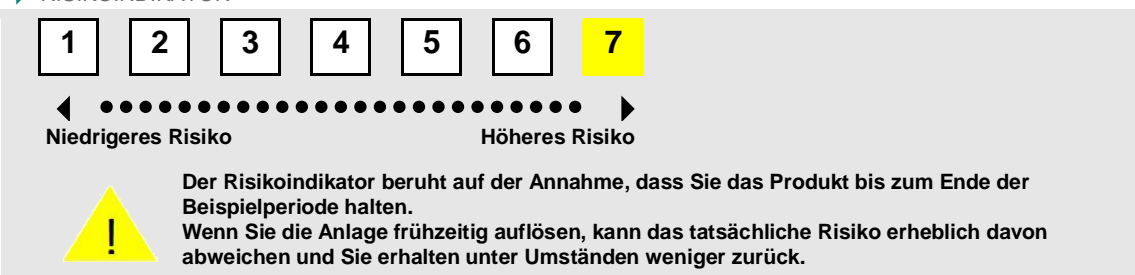 RISIKOINDIKATOR
1 2 3 4 5 6 7
Niedrigeres Risiko Höheres Risiko
Der Risikoindikator beruht auf der Annahme, dass Sie das Produkt bis zum Ende der
Beispielperiode halten.
Wenn Sie die Anlage frühzeitig auflösen, kann das tatsächliche Risiko erheblich davon
abweichen und Sie erhalten unter Umständen weniger zurück.
!